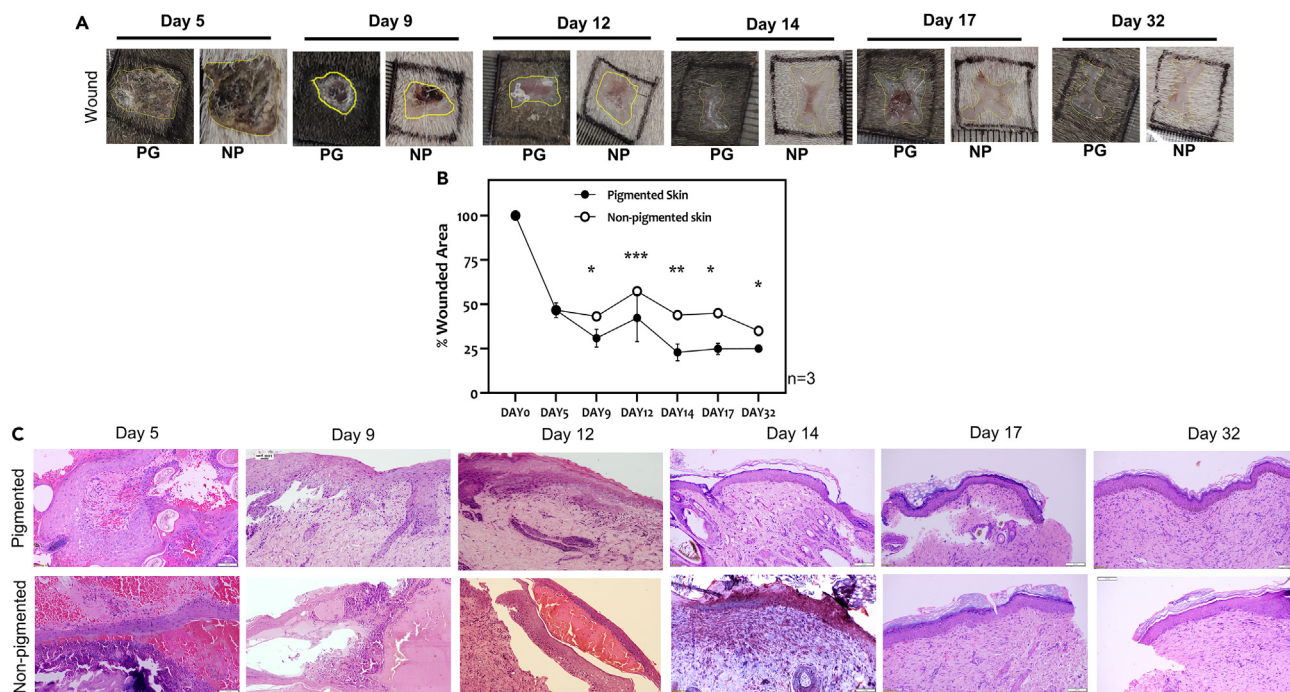 A
Day 5 Day 9 Day 12 Day 14 Day 17 Day 32
Wound
PG NP PG NP PG NP PG NP PG NP PG NP
B
% Wounded Area
Pigmented Skin
Non-pigmented skin
100
75
50
25
0
* *** ** * *
n=3
DAY0 DAY5 DAY9 DAY12 DAY14 DAY17 DAY32
C
Day 5 Day 9 Day 12 Day 14 Day 17 Day 32
Pigmented
Non-pigmented